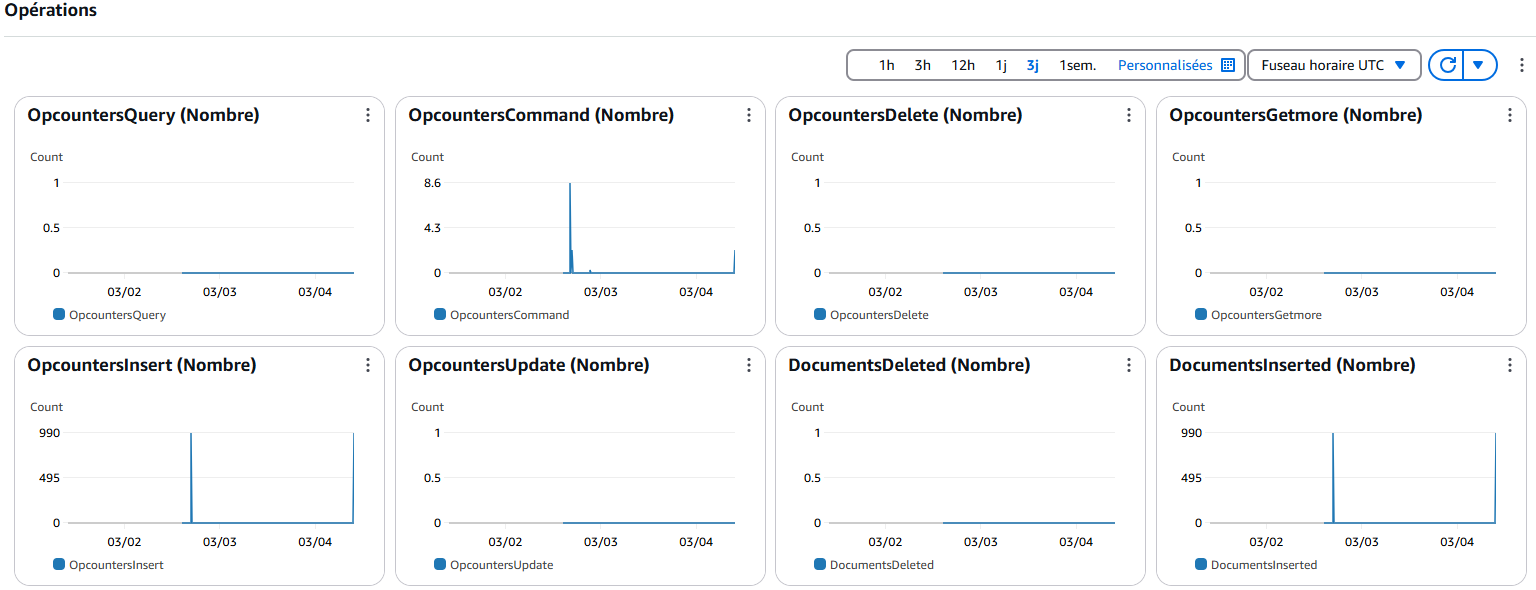 Opérations
1h 3h 12h 1j 3j 1sem. Personnalisées Fuseau horaire UTC
OpcountersQuery (Nombre)
Count
1
0.5
0
03/02 03/03 03/04
OpcountersQuery
OpcountersCommand (Nombre)
Count
8.6
4.3
0
03/02 03/03 03/04
OpcountersCommand
OpcountersDelete (Nombre)
Count
1
0.5
0
03/02 03/03 03/04
OpcountersDelete
OpcountersGetmore (Nombre)
Count
1
0.5
0
03/02 03/03 03/04
OpcountersGetmore
OpcountersInsert (Nombre)
Count
990
495
0
03/02 03/03 03/04
OpcountersInsert
OpcountersUpdate (Nombre)
Count
1
0.5
0
03/02 03/03 03/04
OpcountersUpdate
DocumentsDeleted (Nombre)
Count
1
0.5
0
03/02 03/03 03/04
DocumentsDeleted
DocumentsInserted (Nombre)
Count
990
495
0
03/02 03/03 03/04
DocumentsInserted